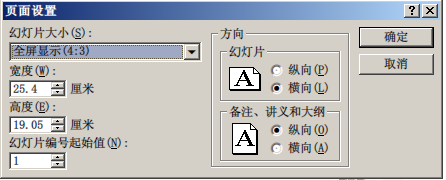 页面设置
幻灯片大小(S):
全屏显示(4:3)
宽度(W):
25.4 厘米
高度(E):
19.05 厘米
幻灯片编号起始值(N):
1
方向
幻灯片
A
纵向(P)
横向(L)
备注、讲义和大纲
A
纵向(O)
横向(A)
确定
取消